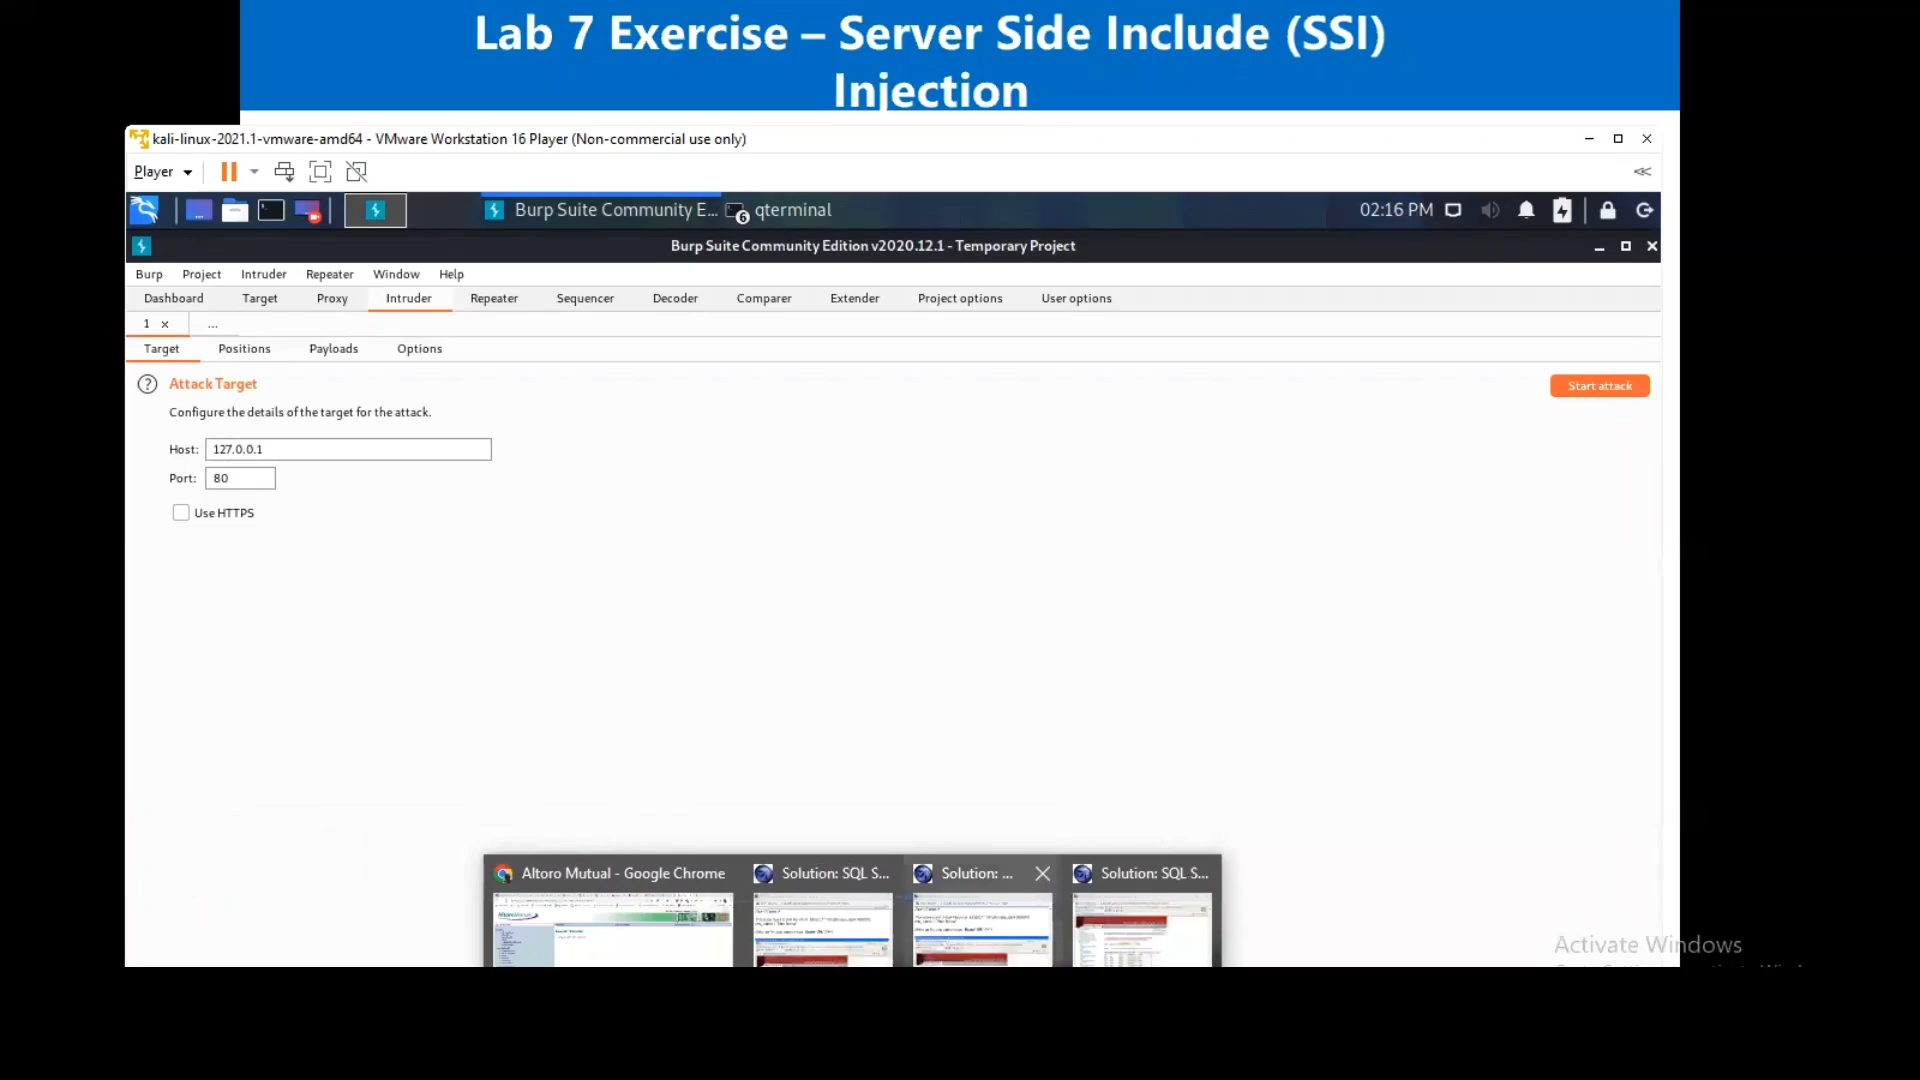 Lab 7 Exercise – Server Side Include (SSI)
Injection
kali-linux-2021.1-vmware-amd64 - VMware Workstation 16 Player (Non-commercial use only)
Player
Burp Suite Community E... 6 qterminal 02:16 PM
Burp Suite Community Edition v2020.12.1 - Temporary Project
Burp Project Intruder Repeater Window Help
Dashboard Target Proxy Intruder Repeater Sequencer Decoder Comparer Extender Project options User options
1 × ...
Target Positions Payloads Options
? Attack Target Start attack
Configure the details of the target for the attack.
Host: 127.0.0.1
Port: 80
Use HTTPS
Altoro Mutual - Google Chrome Solution: SQL S... Solution: ... Solution: SQL S...
Activate Windows